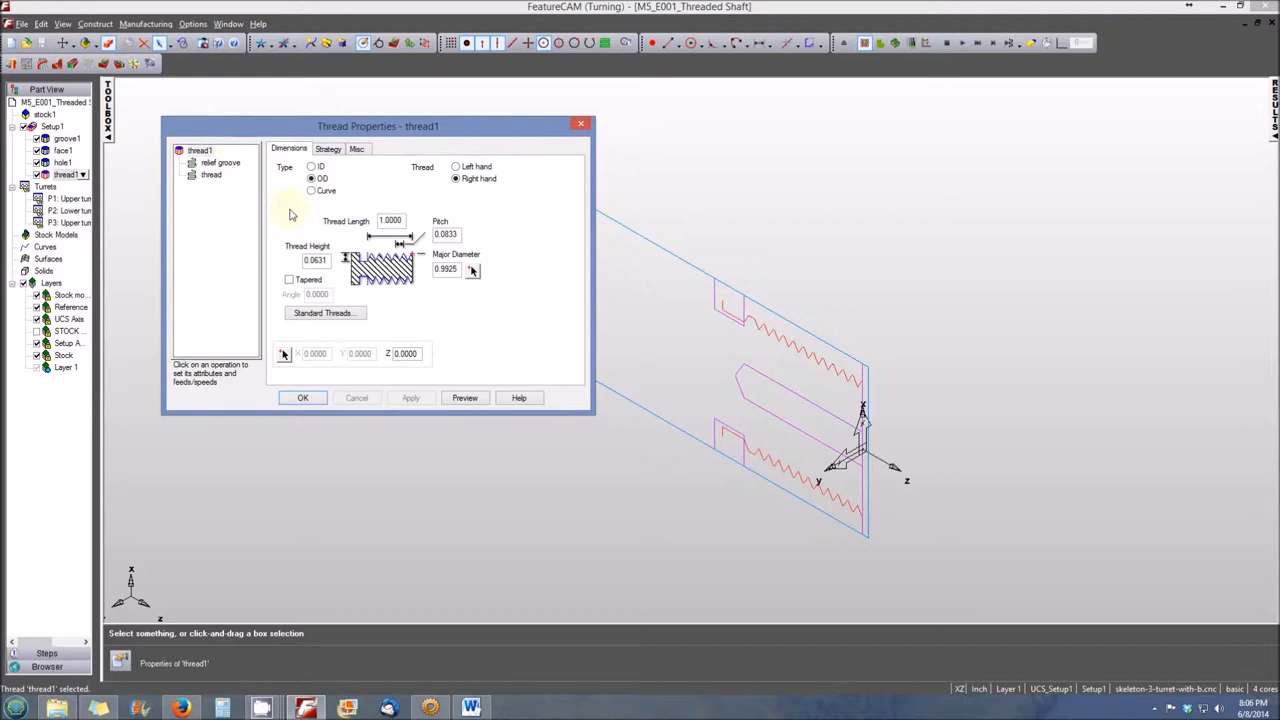 FeatureCAM (Turning) - [M5_E001_Threaded Shaft]
File Edit View Construct Manufacturing Options Window Help
Part View
M5_E001_Threaded S
stock1
Setup1
groove1
face1
hole1
thread1
Turrets
P1: Upper tur
P2: Lower tur
P3: Upper tur
Stock Models
Curves
Surfaces
Solids
Layers
Stock mo...
Reference
UCS Axis
STOCK ...
Setup A...
Stock
Layer 1
Steps
Browser
TOOLBOX
RESULTS
Thread Properties - thread1
thread1
relief groove
thread
Click on an operation to
set its attributes and
feeds/speeds
Dimensions Strategy Misc
Type ID Thread Left hand
OD Right hand
Curve
Thread Length 1.0000 Pitch
0.0833
Thread Height Major Diameter
0.0631 0.9925
Tapered
Angle 0.0000
Standard Threads...
X 0.0000 Y 0.0000 Z 0.0000
OK Cancel Apply Preview Help
x
y
z
x
z
Select something, or click-and-drag a box selection
Properties of 'thread1'
Thread 'thread1' selected.
XZ Inch Layer 1 UCS_Setup1 Setup1 skeleton-3-turret-with-b.cnc basic 4 cores
8:06 PM
6/8/2014